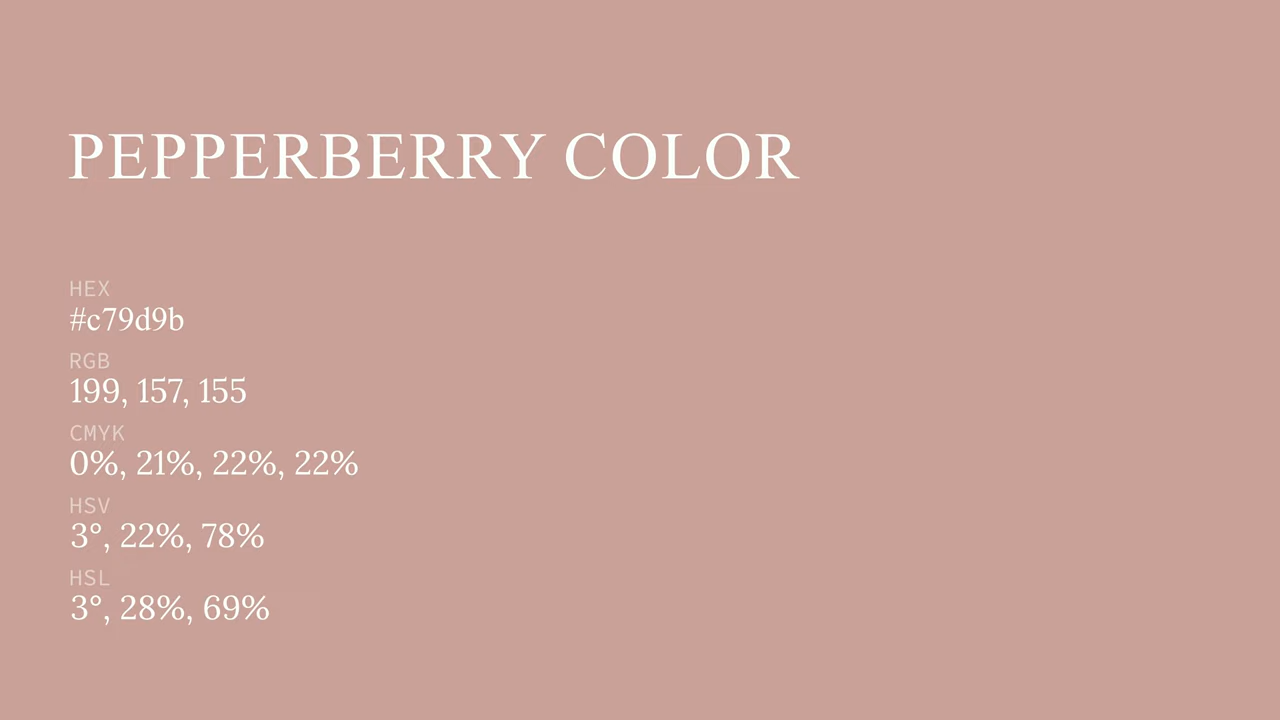 PEPPERBERRY COLOR
HEX
#c79d9b
RGB
199, 157, 155
CMYK
0%, 21%, 22%, 22%
HSV
3°, 22%, 78%
HSL
3°, 28%, 69%